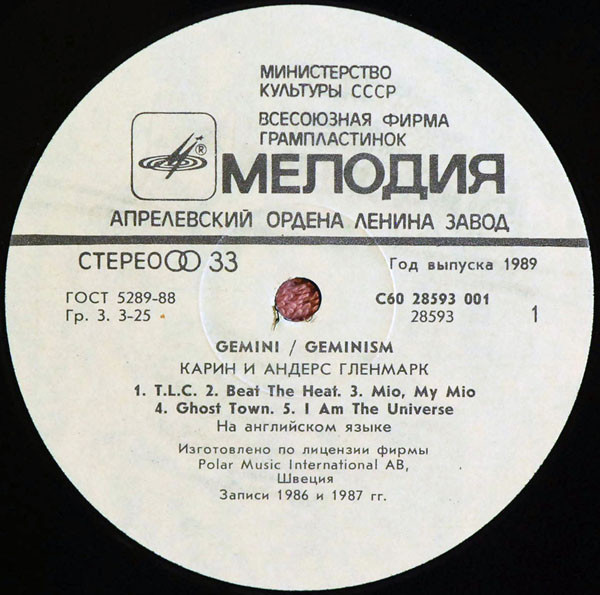 МИНИСТЕРСТВО
КУЛЬТУРЫ СССР
ВСЕСОЮЗНАЯ ФИРМА
ГРАМПЛАСТИНОК
®
МЕЛОДИЯ
АПРЕЛЕВСКИЙ ОРДЕНА ЛЕНИНА ЗАВОД
СТЕРЕО 33
Год выпуска 1989
ГОСТ 5289-88
Гр. 3. 3-25
С60 28593 001
28593
1
GEMINI / GEMINISM
КАРИН И АНДЕРС ГЛЕНМАРК
1. T.L.C. 2. Beat The Heat. 3. Mio, My Mio
4. Ghost Town. 5. I Am The Universe
На английском языке
Изготовлено по лицензии фирмы
Polar Music International AB,
Швеция
Записи 1986 и 1987 гг.